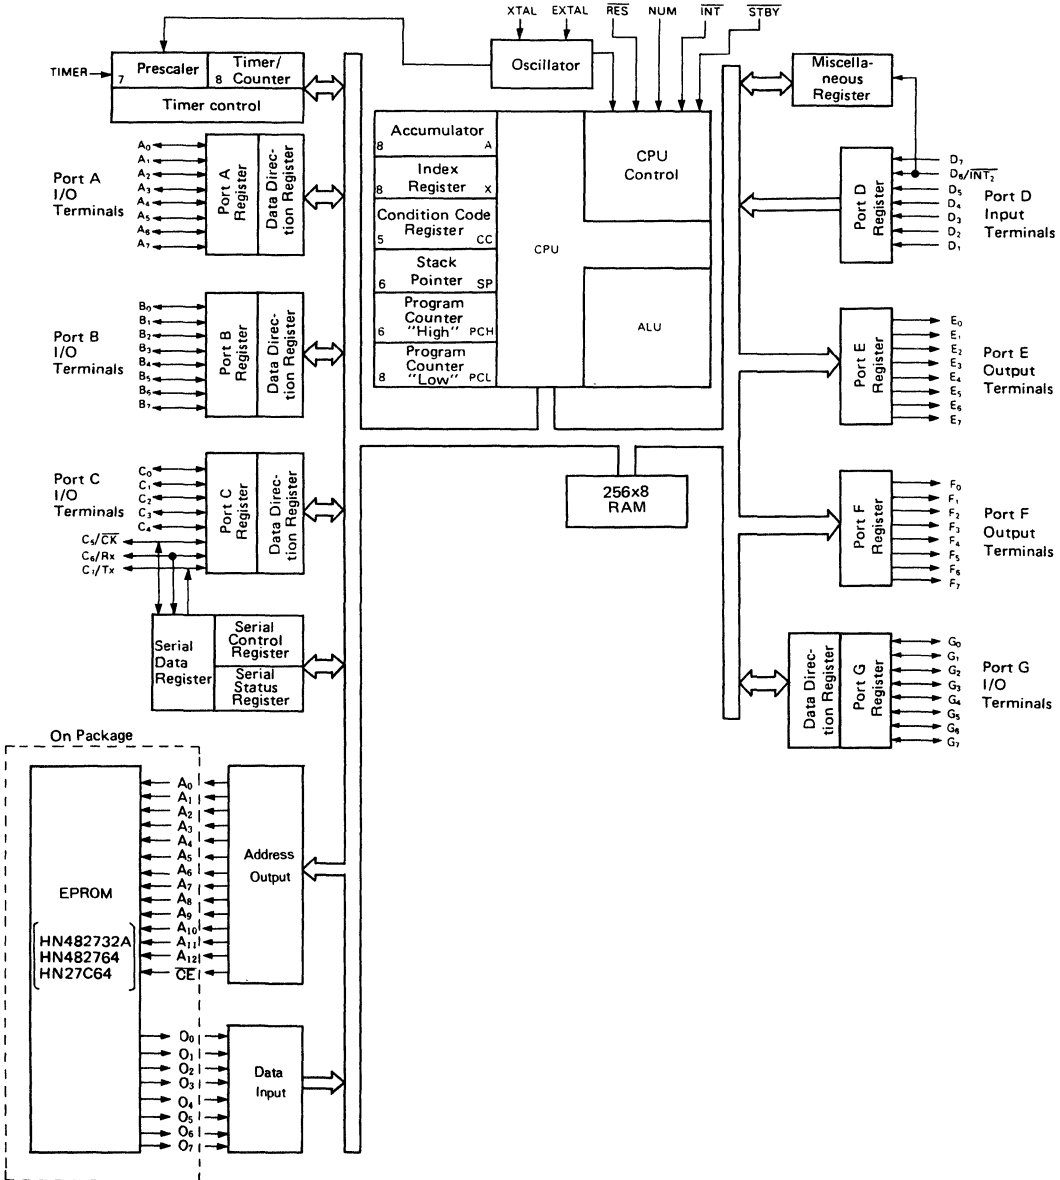 XTAL EXTAL RES NUM INT STBY
TIMER
Prescaler
7
Timer/
8 Counter
Timer control
Oscillator
Miscella-
neous
Register
Accumulator
8 A
Index
8 Register X
Condition Code
Register
5 CC
Stack
6 Pointer SP
Program
Counter
6 "High" PCH
Program
Counter
8 "Low" PCL
CPU
CPU
Control
ALU
Port A
I/O
Terminals
A₀
A₁
A₂
A₃
A₄
A₅
A₆
A₇
Port A
Register
Data Direc-
tion Register
Port B
I/O
Terminals
B₀
B₁
B₂
B₃
B₄
B₅
B₆
B₇
Port B
Register
Data Direc-
tion Register
Port C
I/O
Terminals
C₀
C₁
C₂
C₃
C₄
C₅/CK
C₆/Rx
C₇/Tx
Port C
Register
Data Direc-
tion Register
Serial
Data
Register
Serial
Control
Register
Serial
Status
Register
256x8
RAM
Port D
Register
D₇
D₆/INT₂
D₅
D₄
D₃
D₂
D₁
Port D
Input
Terminals
Port E
Register
E₀
E₁
E₂
E₃
E₄
E₅
E₆
E₇
Port E
Output
Terminals
Port F
Register
F₀
F₁
F₂
F₃
F₄
F₅
F₆
F₇
Port F
Output
Terminals
Data Direc-
tion Register
Port G
Register
G₀
G₁
G₂
G₃
G₄
G₅
G₆
G₇
Port G
I/O
Terminals
On Package
EPROM
HN482732A
HN482764
HN27C64
A₀
A₁
A₂
A₃
A₄
A₅
A₆
A₇
A₈
A₉
A₁₀
A₁₁
A₁₂
CE
Address
Output
O₀
O₁
O₂
O₃
O₄
O₅
O₆
O₇
Data
Input